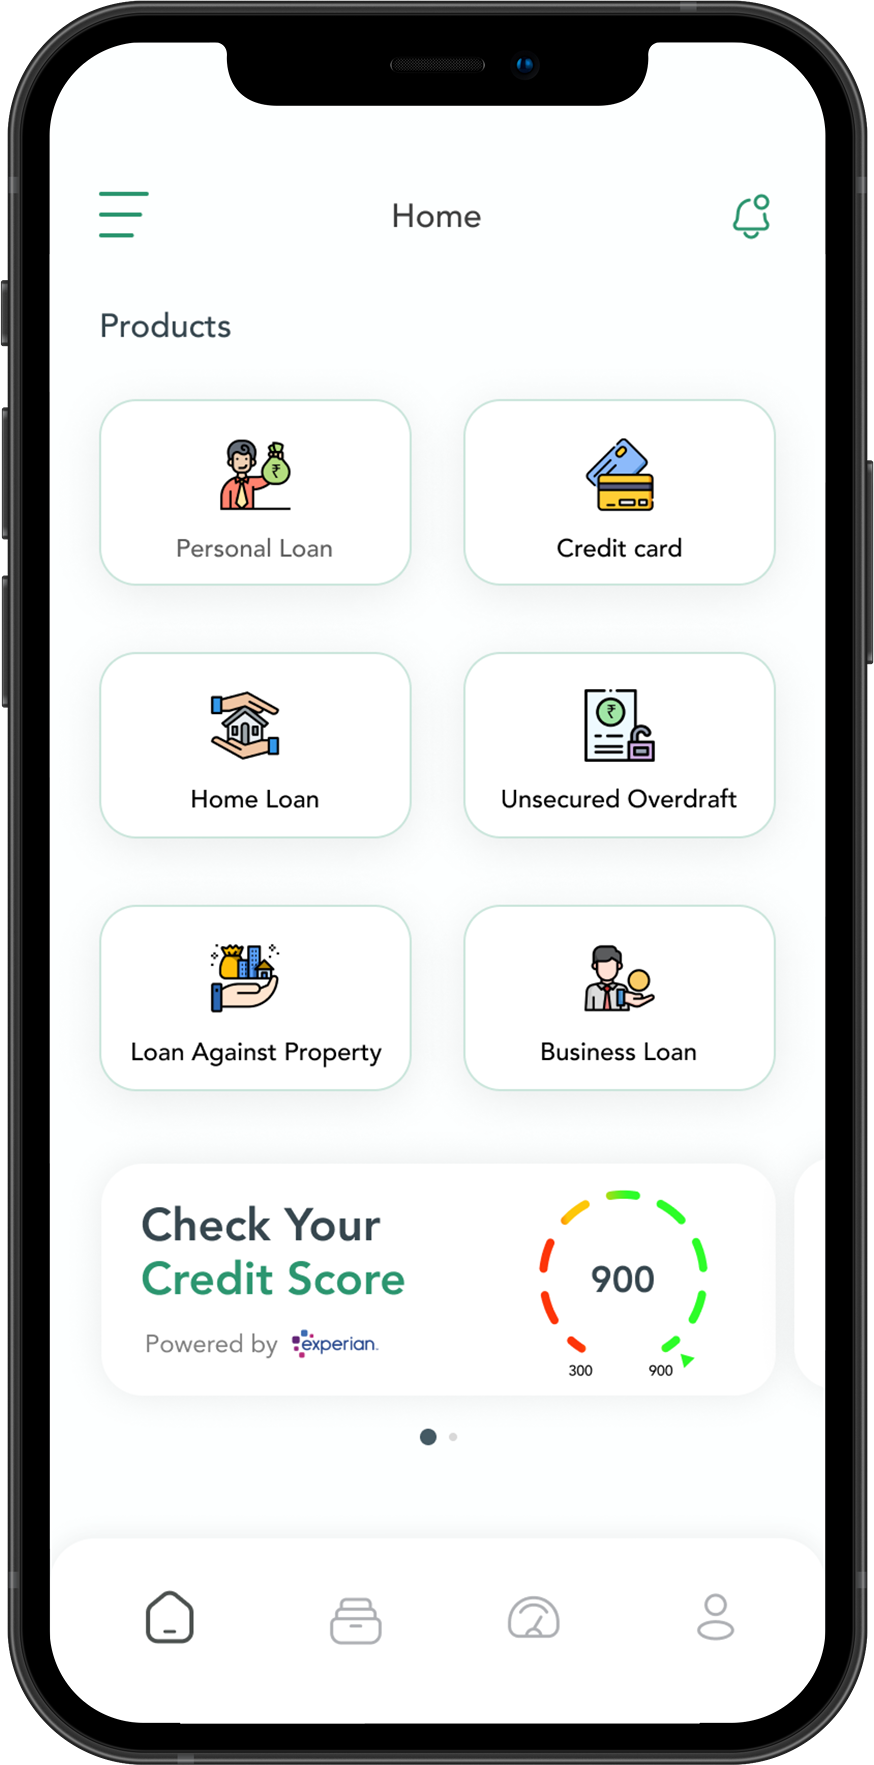 Home
Products
₹
Personal Loan
Credit card
₹
Home Loan
Unsecured Overdraft
Loan Against Property
Business Loan
Check Your
Credit Score
900
Powered by experian.
300
900